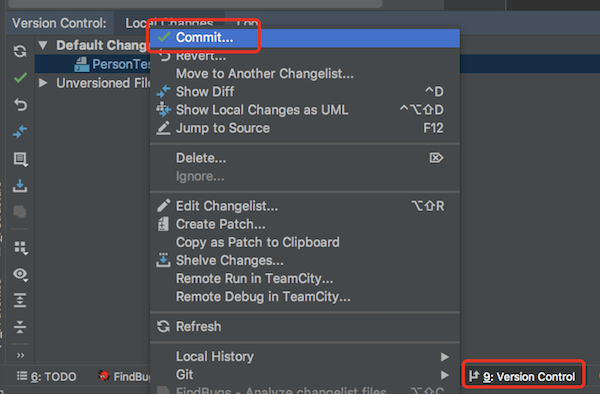 Version Control: Local Changes Log
Commit...
Default Chang
Revert...
PersonTes
Move to Another Changelist...
Unversioned File
Show Diff ^D
Show Local Changes as UML ^⌥⇧D
Jump to Source F12
Delete... ⌦
Ignore...
Edit Changelist... ⌥⇧R
Create Patch...
Copy as Patch to Clipboard
Shelve Changes...
Remote Run in TeamCity...
Remote Debug in TeamCity...
Refresh
Local History
Git
6: TODO
FindBug
FindBugs - Analyze changelist files ⌥⇧C
9: Version Control